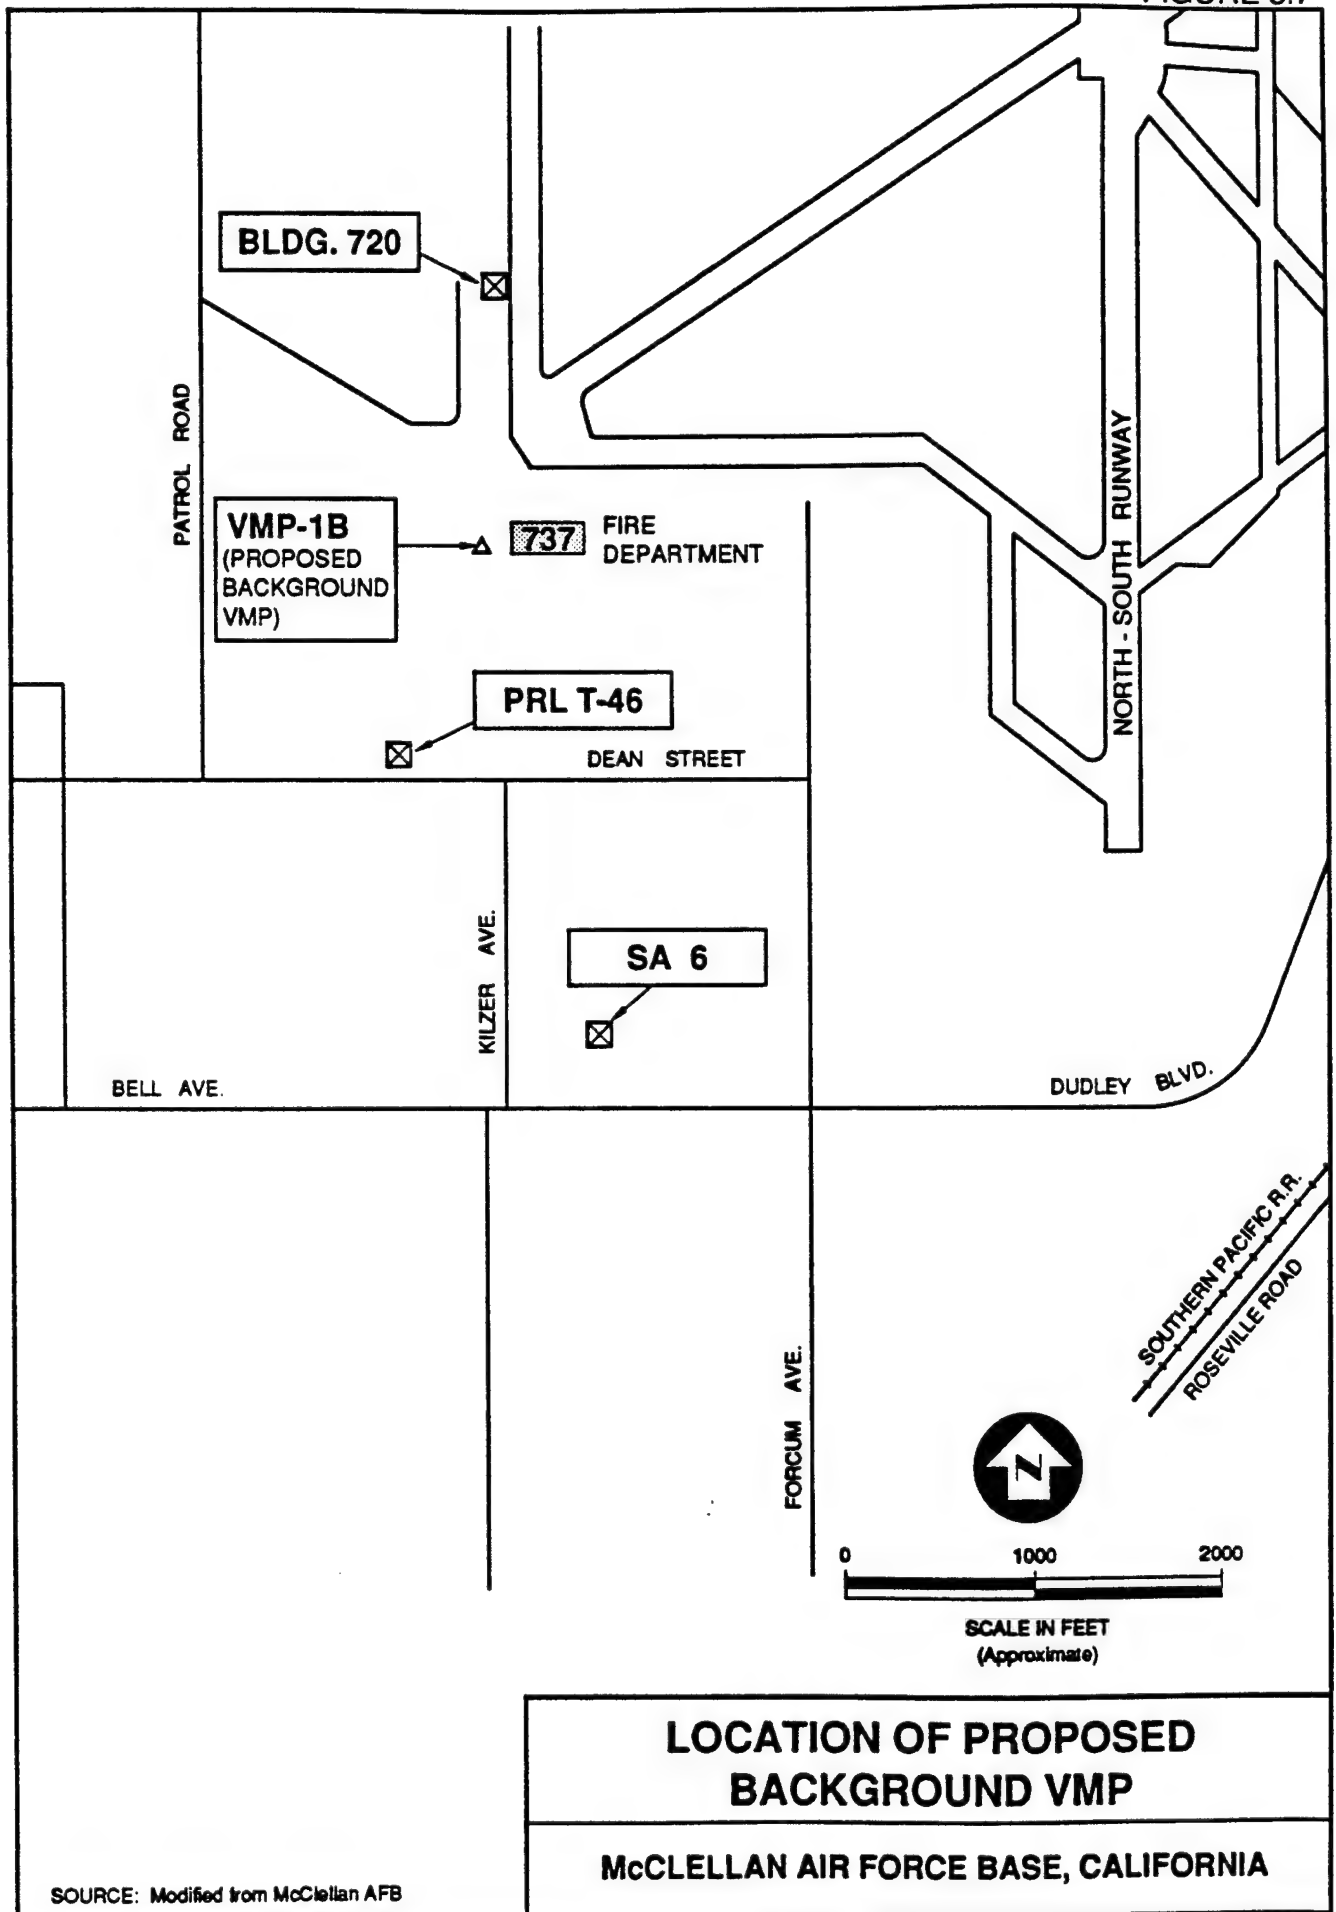 BLDG. 720
PATROL ROAD
VMP-1B
(PROPOSED
BACKGROUND
VMP)
737
FIRE
DEPARTMENT
NORTH - SOUTH RUNWAY
PRL T-46
DEAN STREET
KILZER AVE.
SA 6
BELL AVE.
DUDLEY BLVD.
SOUTHERN PACIFIC R.R.
ROSEVILLE ROAD
FORCUM AVE.
N
0 1000 2000
SCALE IN FEET
(Approximate)
LOCATION OF PROPOSED
BACKGROUND VMP
McCLELLAN AIR FORCE BASE, CALIFORNIA
SOURCE: Modified from McClellan AFB